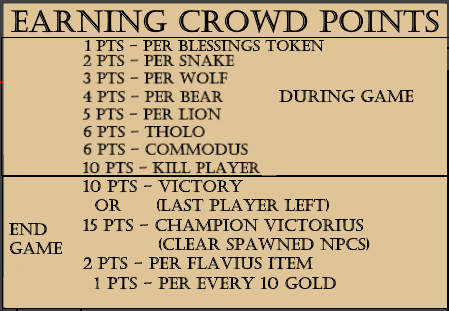 EARNING CROWD POINTS
1 PTS - PER BLESSINGS TOKEN
2 PTS - PER SNAKE
3 PTS - PER WOLF
4 PTS - PER BEAR DURING GAME
5 PTS - PER LION
6 PTS - THOLO
6 PTS - COMMODUS
10 PTS - KILL PLAYER
10 PTS - VICTORY
OR (LAST PLAYER LEFT)
END 15 PTS - CHAMPION VICTORIUS
GAME (CLEAR SPAWNED NPCS)
2 PTS - PER FLAVIUS ITEM
1 PTS - PER EVERY 10 GOLD